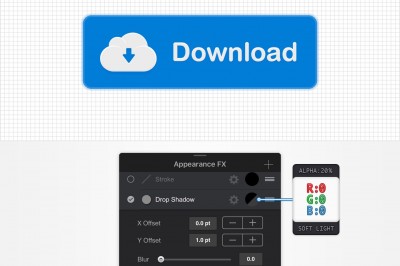 Download
Appearance FX
Stroke
Drop Shadow
X Offset 0.0 pt
Y Offset 1.0 pt
Blur 0.0
ALPHA:20%
R:0
G:0
B:0
SOFT LIGHT